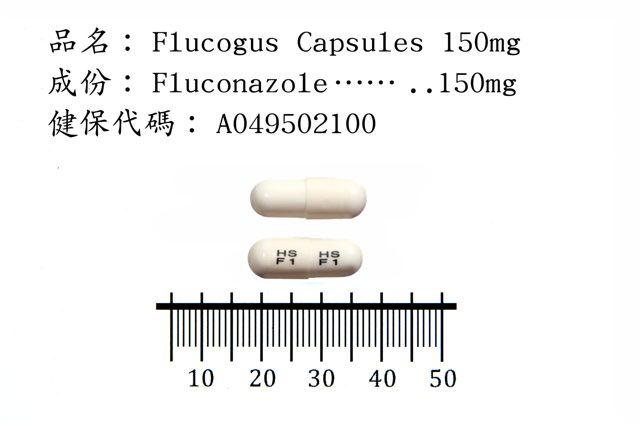 品名：Flucogus Capsules 150mg
成份：Fluconazole…… ..150mg
健保代碼：A049502100
HS HS
F1 F1
10 20 30 40 50